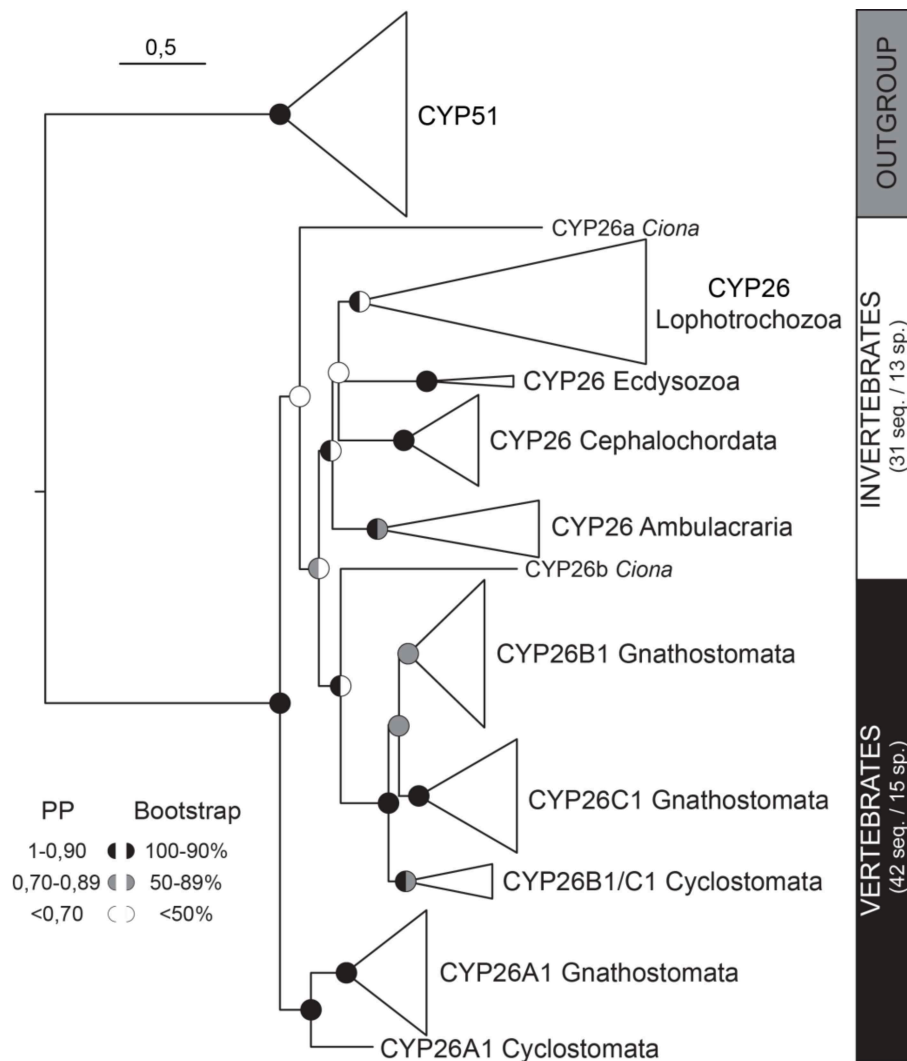 0,5
CYP51
CYP26a Ciona
CYP26
Lophotrochozoa
CYP26 Ecdysozoa
CYP26 Cephalochordata
CYP26 Ambulacraria
CYP26b Ciona
CYP26B1 Gnathostomata
CYP26C1 Gnathostomata
CYP26B1/C1 Cyclostomata
CYP26A1 Gnathostomata
CYP26A1 Cyclostomata
PP Bootstrap
1-0,90 100-90%
0,70-0,89 50-89%
<0,70 <50%
OUTGROUP
INVERTEBRATES
(31 seq. / 13 sp.)
VERTEBRATES
(42 seq. / 15 sp.)